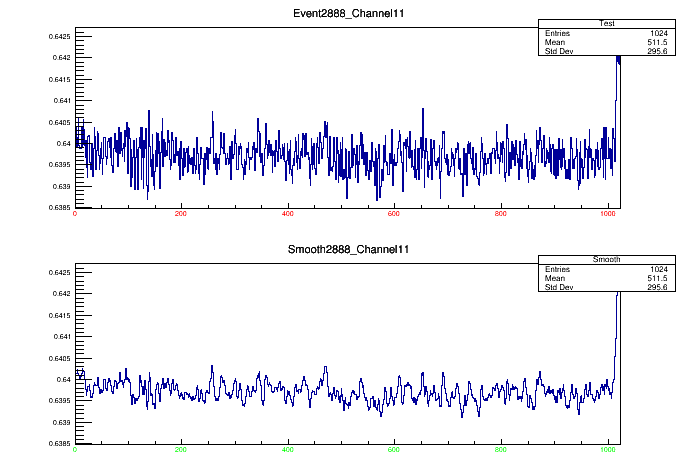 Event2888_Channel11
Test
Entries 1024
Mean 511.5
Std Dev 295.6
0.6425
0.642
0.6415
0.641
0.6405
0.64
0.6395
0.639
0.6385
0 200 400 600 800 1000
Smooth2888_Channel11
Smooth
Entries 1024
Mean 511.5
Std Dev 295.6
0.6425
0.642
0.6415
0.641
0.6405
0.64
0.6395
0.639
0.6385
0 200 400 600 800 1000